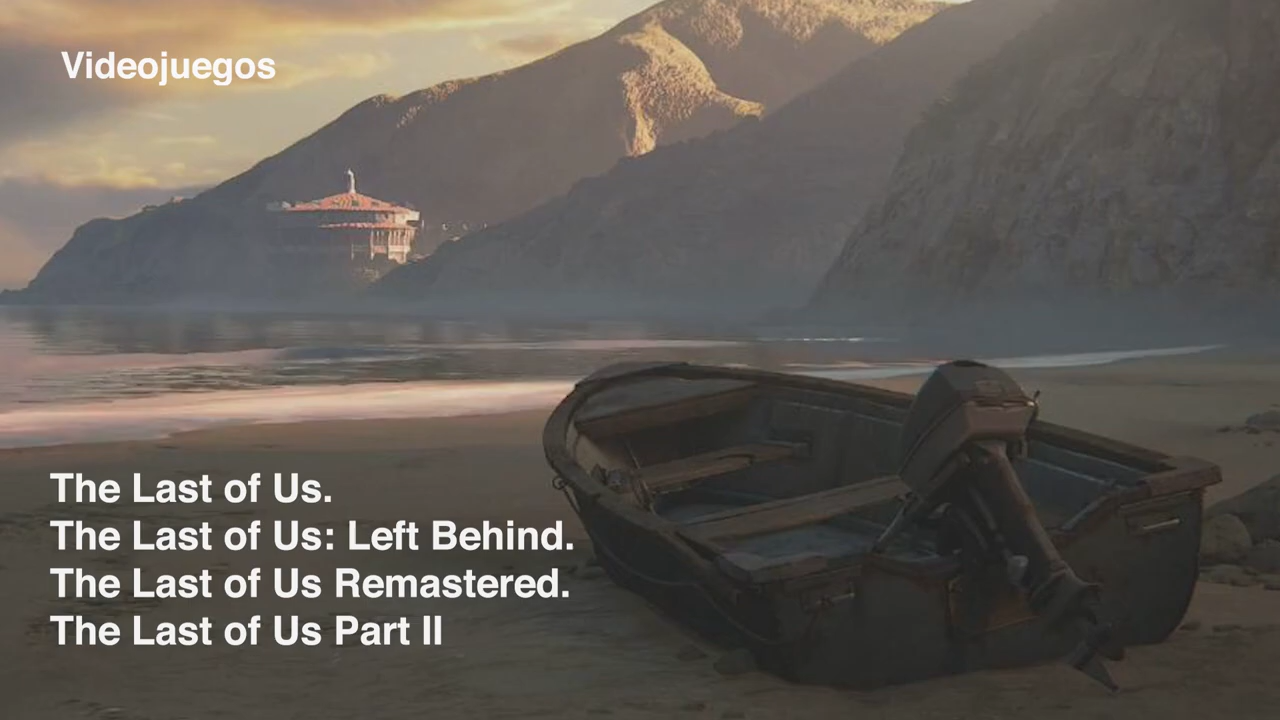 Videojuegos
The Last of Us.
The Last of Us: Left Behind.
The Last of Us Remastered.
The Last of Us Part II